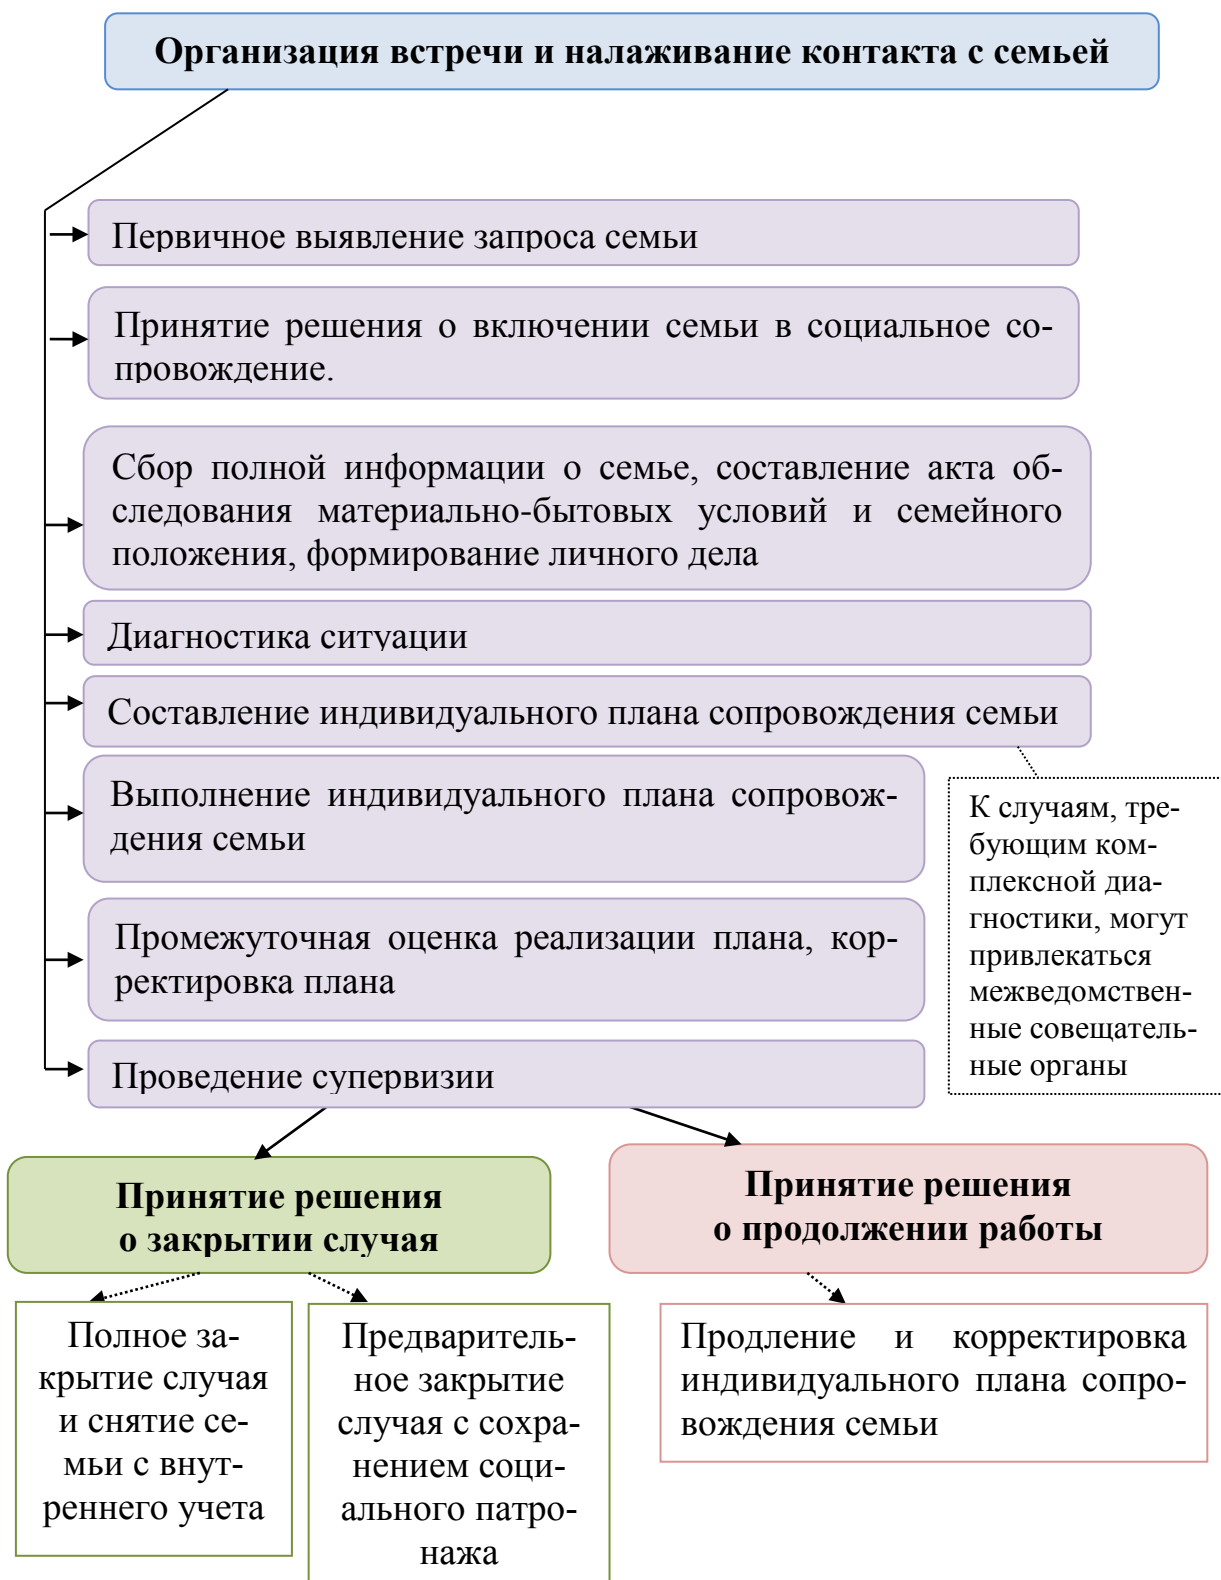 Организация встречи и налаживание контакта с семьей
Первичное выявление запроса семьи
Принятие решения о включении семьи в социальное со-
провождение.
Сбор полной информации о семье, составление акта об-
следования материально-бытовых условий и семейного
положения, формирование личного дела
Диагностика ситуации
Составление индивидуального плана сопровождения семьи
Выполнение индивидуального плана сопровож-
дения семьи
К случаям, тре-
бующим ком-
плексной диа-
гностики, могут
привлекаться
межведомствен-
ные совещатель-
ные органы
Промежуточная оценка реализации плана, кор-
ректировка плана
Проведение супервизии
Принятие решения
о закрытии случая
Принятие решения
о продолжении работы
Полное за-
крытие случая
и снятие се-
мьи с внут-
реннего учета
Предваритель-
ное закрытие
случая с сохра-
нением соци-
ального патро-
нажа
Продление и корректировка
индивидуального плана сопро-
вождения семьи